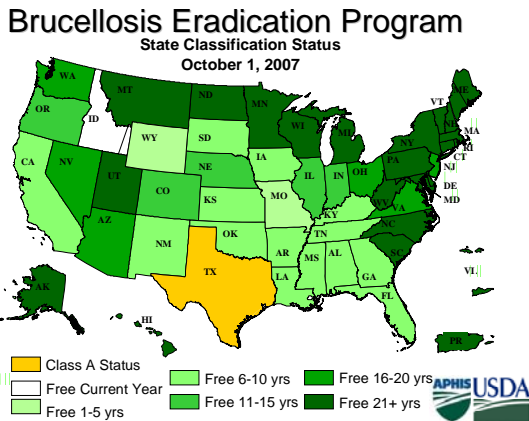 Brucellosis Eradication Program
State Classification Status
October 1, 2007
WA
OR
ID
MT
ND
MN
WI
MI
VT
ME
NH
MA
RI
CT
NY
NJ
PA
DE
MD
WY
SD
IA
NE
IL
IN
OH
WV
VA
CA
NV
UT
CO
KS
MO
KY
NC
TN
SC
AZ
NM
OK
AR
TX
LA
MS
AL
GA
FL
AK
HI
VI
PR
Class A Status
Free Current Year
Free 1-5 yrs
Free 6-10 yrs
Free 11-15 yrs
Free 16-20 yrs
Free 21+ yrs
APHIS USDA